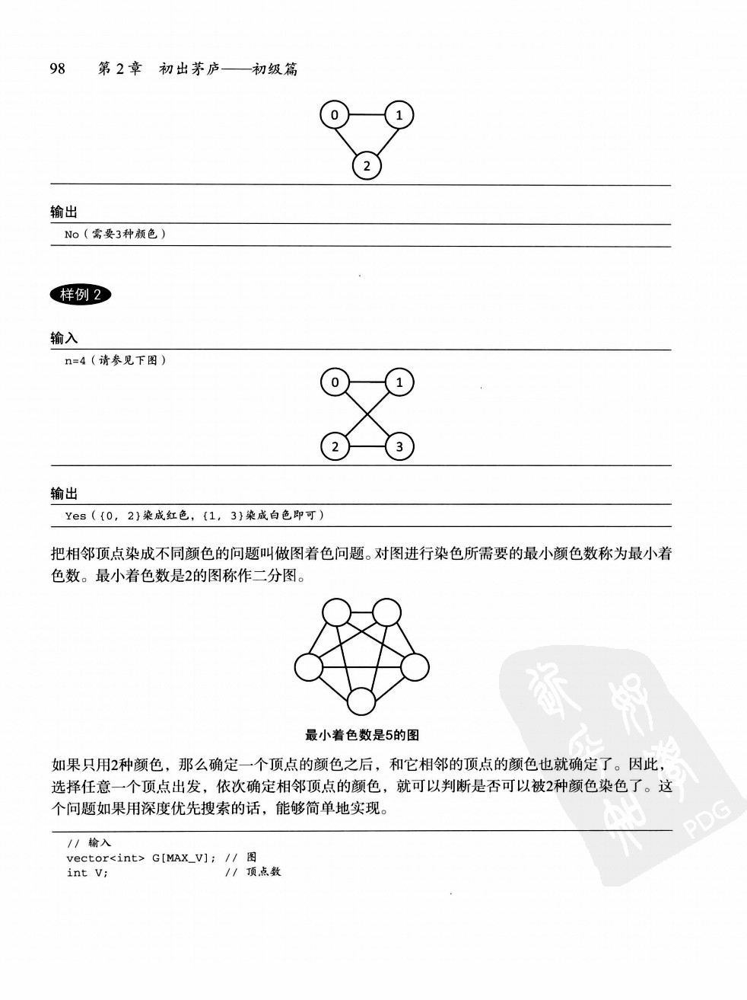 98 第2章 初出茅庐——初级篇
0 1
2
输出
No（需要3种颜色）
样例 2
输入
n=4（请参见下图）
0 1
2 3
输出
Yes（{0, 2}染成红色，{1, 3}染成白色即可）
把相邻顶点染成不同颜色的问题叫做图着色问题。对图进行染色所需要的最小颜色数称为最小着
色数。最小着色数是2的图称作二分图。
最小着色数是5的图
如果只用2种颜色，那么确定一个顶点的颜色之后，和它相邻的顶点的颜色也就确定了。因此，
选择任意一个顶点出发，依次确定相邻顶点的颜色，就可以判断是否可以被2种颜色染色了。这
个问题如果用深度优先搜索的话，能够简单地实现。
// 输入
vector<int> G[MAX_V]; // 图
int V; // 顶点数
PDG